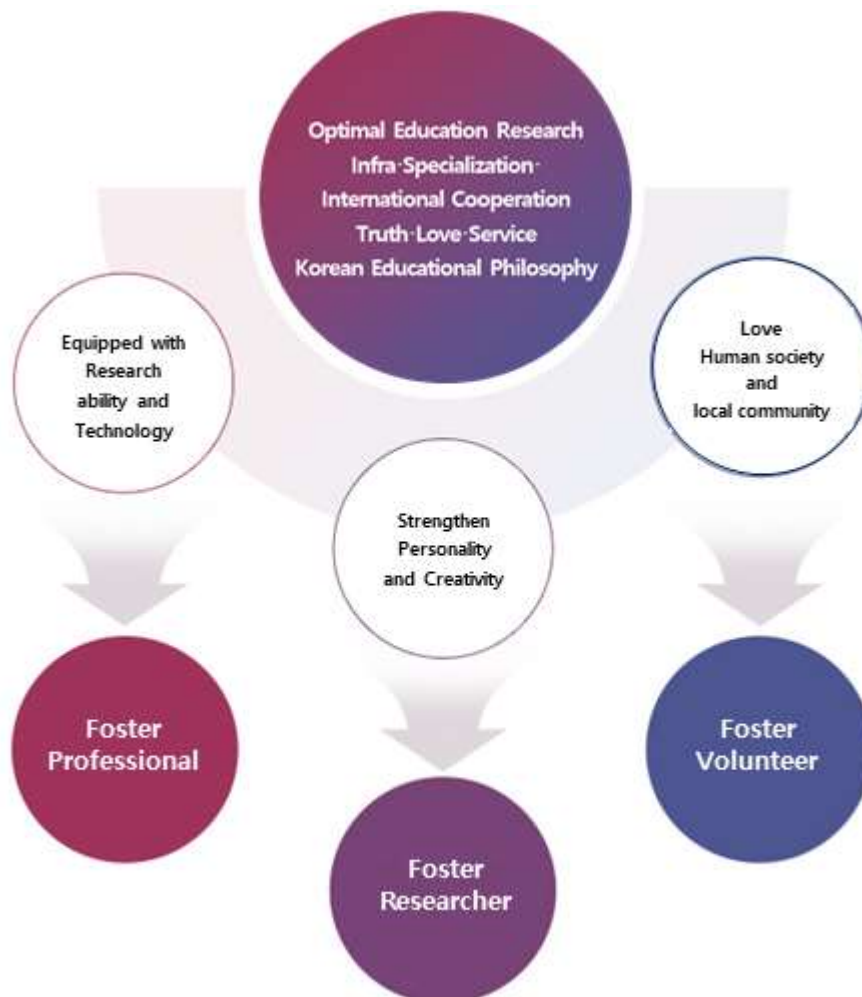 Optimal Education Research
Infra·Specialization·
International Cooperation
Truth·Love·Service
Korean Educational Philosophy
Equipped with
Research
ability and
Technology
Strengthen
Personality
and Creativity
Love
Human society
and
local community
Foster
Professional
Foster
Researcher
Foster
Volunteer